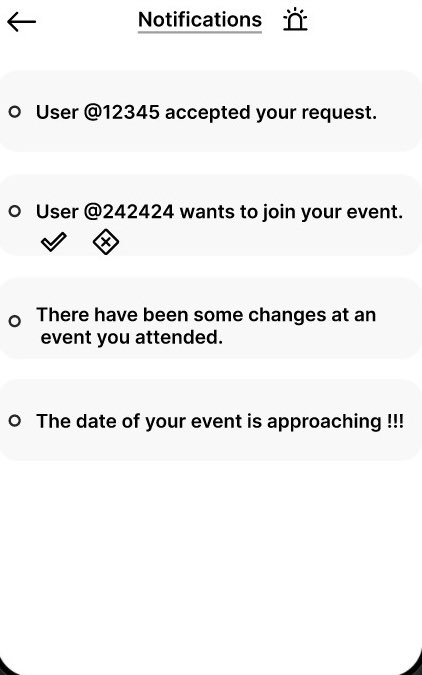 Notifications
User @12345 accepted your request.
User @242424 wants to join your event.
There have been some changes at an
event you attended.
The date of your event is approaching !!!